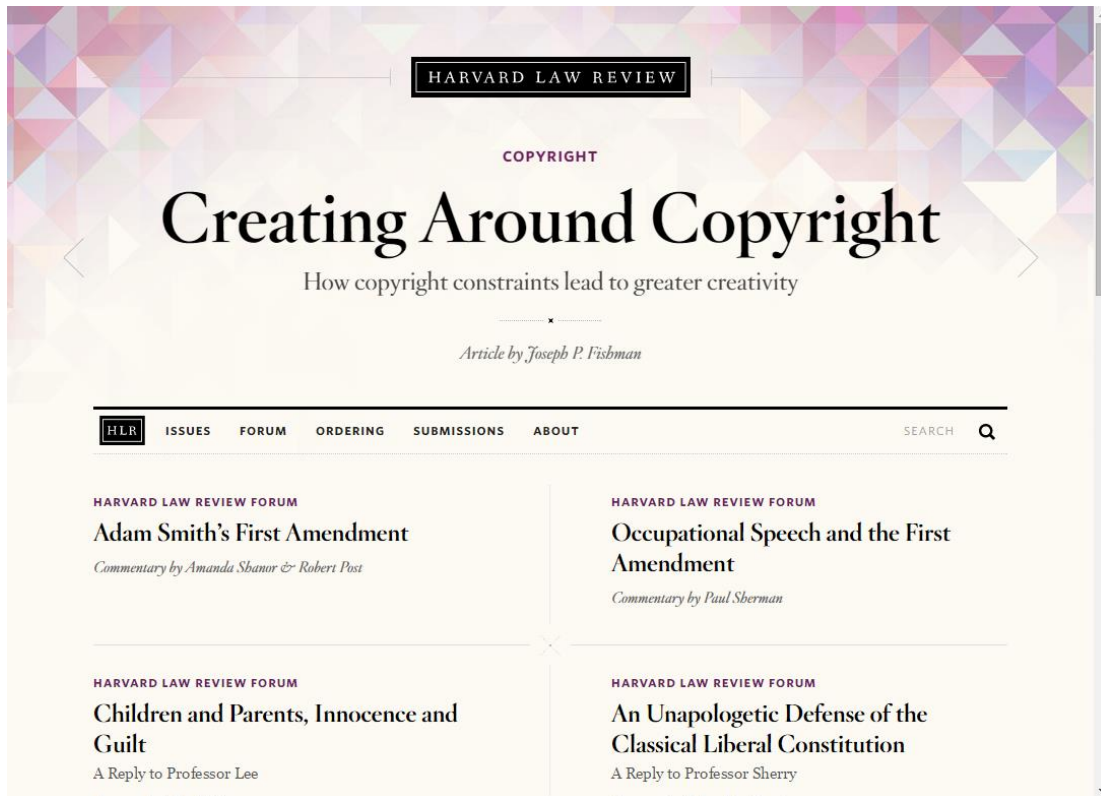 HARVARD LAW REVIEW
COPYRIGHT
Creating Around Copyright
How copyright constraints lead to greater creativity
Article by Joseph P. Fishman
HLR ISSUES FORUM ORDERING SUBMISSIONS ABOUT SEARCH
HARVARD LAW REVIEW FORUM
Adam Smith's First Amendment
Commentary by Amanda Shanor & Robert Post
HARVARD LAW REVIEW FORUM
Occupational Speech and the First
Amendment
Commentary by Paul Sherman
HARVARD LAW REVIEW FORUM
Children and Parents, Innocence and
Guilt
A Reply to Professor Lee
HARVARD LAW REVIEW FORUM
An Unapologetic Defense of the
Classical Liberal Constitution
A Reply to Professor Sherry